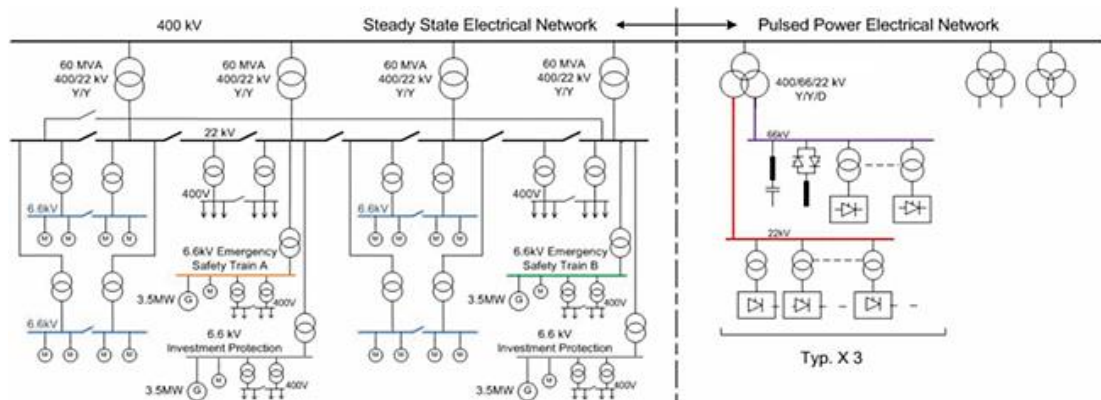 400 kV
Steady State Electrical Network
Pulsed Power Electrical Network
60 MVA
400/22 kV
Y/Y
60 MVA
400/22 kV
Y/Y
60 MVA
400/22 kV
Y/Y
60 MVA
400/22 kV
Y/Y
400/66/22 kV
Y/Y/D
22 kV
66kV
400V
400V
6.6kV
6.6kV
M M M M
M M M M
6.6kV Emergency
Safety Train A
6.6kV Emergency
Safety Train B
22kV
3.5MW
G
M
400V
3.5MW
G
M
400V
6.6kV
6.6kV
M M M M
M M M M
6.6 kV
Investment Protection
6.6 kV
Investment Protection
3.5MW
G
M
400V
3.5MW
G
M
400V
Typ. X 3